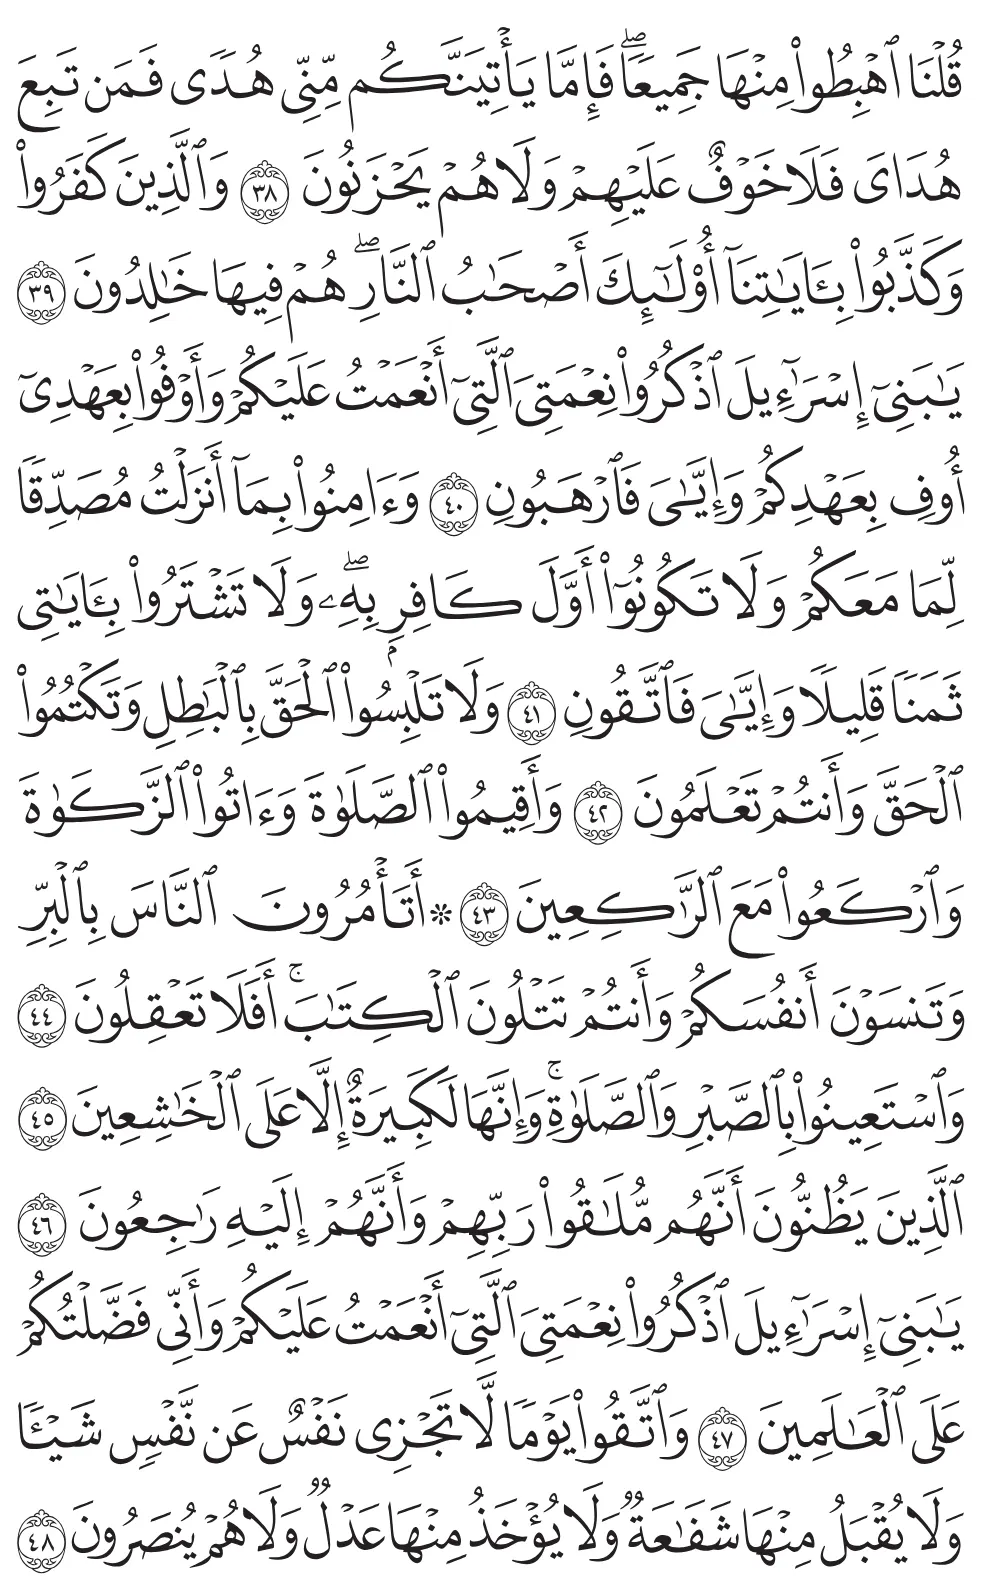 قُلۡنَا ٱهۡبِطُواْ مِنۡهَا جَمِيعٗاۖ فَإِمَّا يَأۡتِيَنَّكُم مِّنِّي هُدٗى فَمَن تَبِعَ
هُدَايَ فَلَا خَوۡفٌ عَلَيۡهِمۡ وَلَا هُمۡ يَحۡزَنُونَ ٣٨ وَٱلَّذِينَ كَفَرُواْ
وَكَذَّبُواْ بِـَٔايَٰتِنَآ أُوْلَٰٓئِكَ أَصۡحَٰبُ ٱلنَّارِۖ هُمۡ فِيهَا خَٰلِدُونَ ٣٩
يَٰبَنِيٓ إِسۡرَٰٓءِيلَ ٱذۡكُرُواْ نِعۡمَتِيَ ٱلَّتِيٓ أَنۡعَمۡتُ عَلَيۡكُمۡ وَأَوۡفُواْ بِعَهۡدِيٓ
أُوفِ بِعَهۡدِكُمۡ وَإِيَّٰيَ فَٱرۡهَبُونِ ٤٠ وَءَامِنُواْ بِمَآ أَنزَلۡتُ مُصَدِّقٗا
لِّمَا مَعَكُمۡ وَلَا تَكُونُوٓاْ أَوَّلَ كَافِرِۭ بِهِۦۖ وَلَا تَشۡتَرُواْ بِـَٔايَٰتِي
ثَمَنٗا قَلِيلٗا وَإِيَّٰيَ فَٱتَّقُونِ ٤١ وَلَا تَلۡبِسُواْ ٱلۡحَقَّ بِٱلۡبَٰطِلِ وَتَكۡتُمُواْ
ٱلۡحَقَّ وَأَنتُمۡ تَعۡلَمُونَ ٤٢ وَأَقِيمُواْ ٱلصَّلَوٰةَ وَءَاتُواْ ٱلزَّكَوٰةَ
وَٱرۡكَعُواْ مَعَ ٱلرَّٰكِعِينَ ٤٣ ۞ أَتَأۡمُرُونَ ٱلنَّاسَ بِٱلۡبِرِّ
وَتَنسَوۡنَ أَنفُسَكُمۡ وَأَنتُمۡ تَتۡلُونَ ٱلۡكِتَٰبَۚ أَفَلَا تَعۡقِلُونَ ٤٤
وَٱسۡتَعِينُواْ بِٱلصَّبۡرِ وَٱلصَّلَوٰةِۚ وَإِنَّهَا لَكَبِيرَةٌ إِلَّا عَلَى ٱلۡخَٰشِعِينَ ٤٥
ٱلَّذِينَ يَظُنُّونَ أَنَّهُم مُّلَٰقُواْ رَبِّهِمۡ وَأَنَّهُمۡ إِلَيۡهِ رَٰجِعُونَ ٤٦
يَٰبَنِيٓ إِسۡرَٰٓءِيلَ ٱذۡكُرُواْ نِعۡمَتِيَ ٱلَّتِيٓ أَنۡعَمۡتُ عَلَيۡكُمۡ وَأَنِّي فَضَّلۡتُكُمۡ
عَلَى ٱلۡعَٰلَمِينَ ٤٧ وَٱتَّقُواْ يَوۡمٗا لَّا تَجۡزِي نَفۡسٌ عَن نَّفۡسٖ شَيۡـٔٗا
وَلَا يُقۡبَلُ مِنۡهَا شَفَٰعَةٞ وَلَا يُؤۡخَذُ مِنۡهَا عَدۡلٞ وَلَا هُمۡ يُنصَرُونَ ٤٨